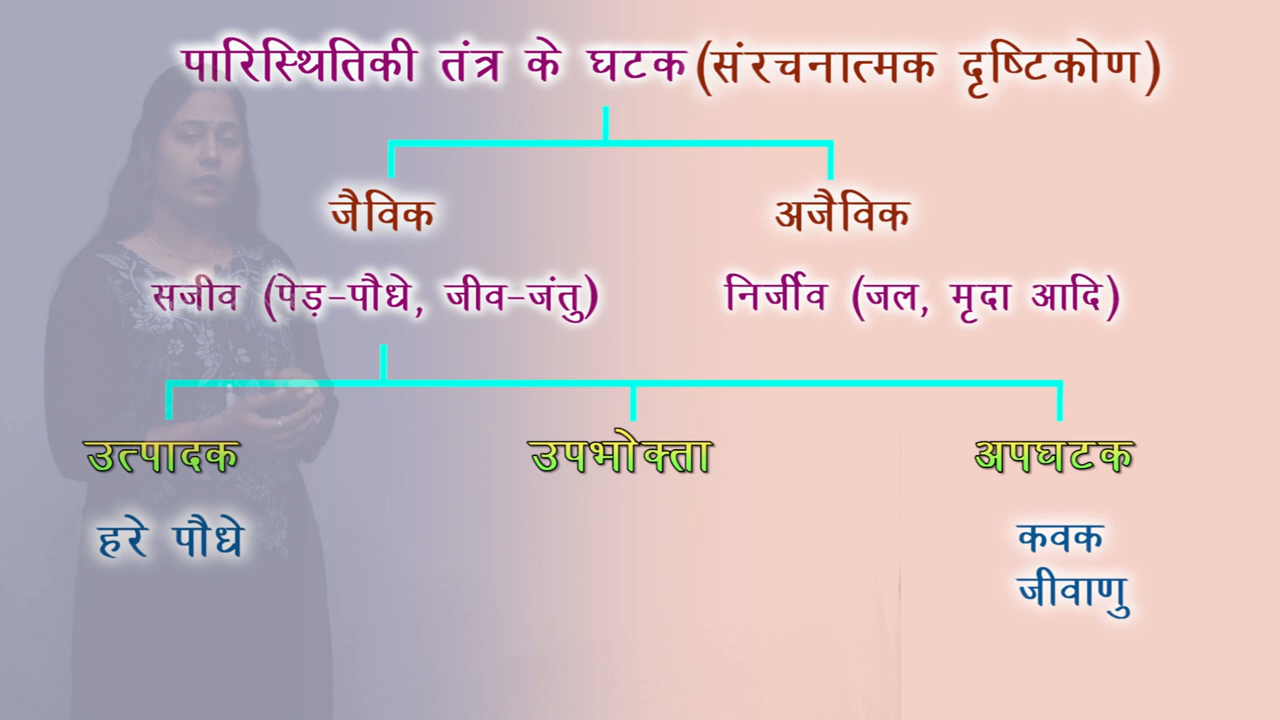 पारिस्थितिकी तंत्र के घटक (संरचनात्मक दृष्टिकोण)
जैविक अजैविक
सजीव (पेड़-पौधे, जीव-जंतु) निर्जीव (जल, मृदा आदि)
उत्पादक उपभोक्ता अपघटक
हरे पौधे कवक
जीवाणु